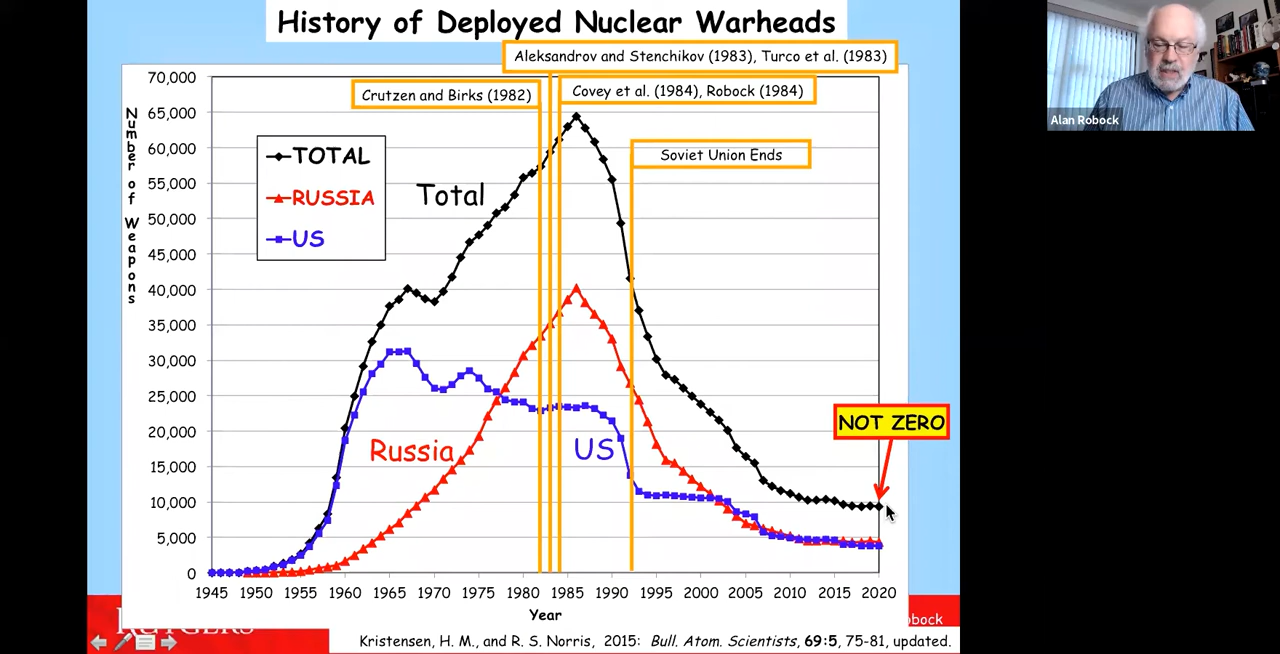 History of Deployed Nuclear Warheads
Aleksandrov and Stenchikov (1983), Turco et al. (1983)
Crutzen and Birks (1982)
Covey et al. (1984), Robock (1984)
Soviet Union Ends
Alan Robock
Number of Weapons
70,000
65,000
60,000
55,000
50,000
45,000
40,000
35,000
30,000
25,000
20,000
15,000
10,000
5,000
0
TOTAL
RUSSIA
US
Total
Russia
US
NOT ZERO
1945 1950 1955 1960 1965 1970 1975 1980 1985 1990 1995 2000 2005 2010 2015 2020
Year
RUTGERS
obock
Kristensen, H. M., and R. S. Norris, 2015: Bull. Atom. Scientists, 69:5, 75-81, updated.